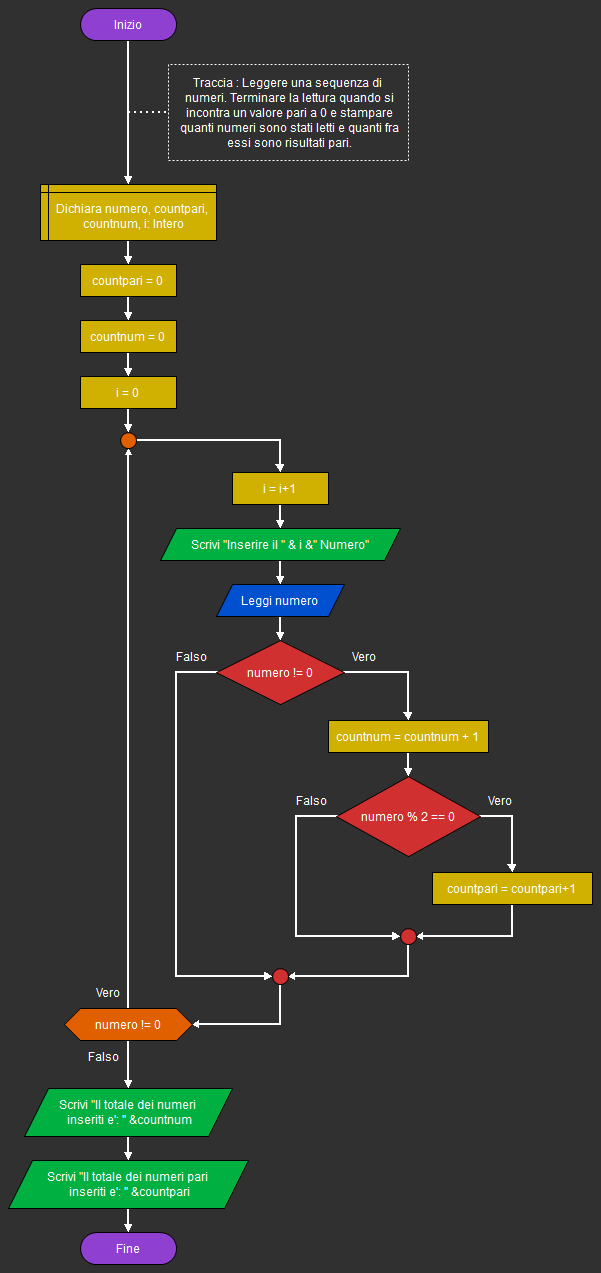 Inizio
Traccia : Leggere una sequenza di
numeri. Terminare la lettura quando si
incontra un valore pari a 0 e stampare
quanti numeri sono stati letti e quanti fra
essi sono risultati pari.
Dichiara numero, countpari,
countnum, i: Intero
countpari = 0
countnum = 0
i = 0
i = i+1
Scrivi "Inserire il " & i &" Numero"
Leggi numero
Falso
Vero
numero != 0
countnum = countnum + 1
Falso
Vero
numero % 2 == 0
countpari = countpari+1
Vero
numero != 0
Falso
Scrivi "Il totale dei numeri
inseriti e': " &countnum
Scrivi "Il totale dei numeri pari
inseriti e': " &countpari
Fine